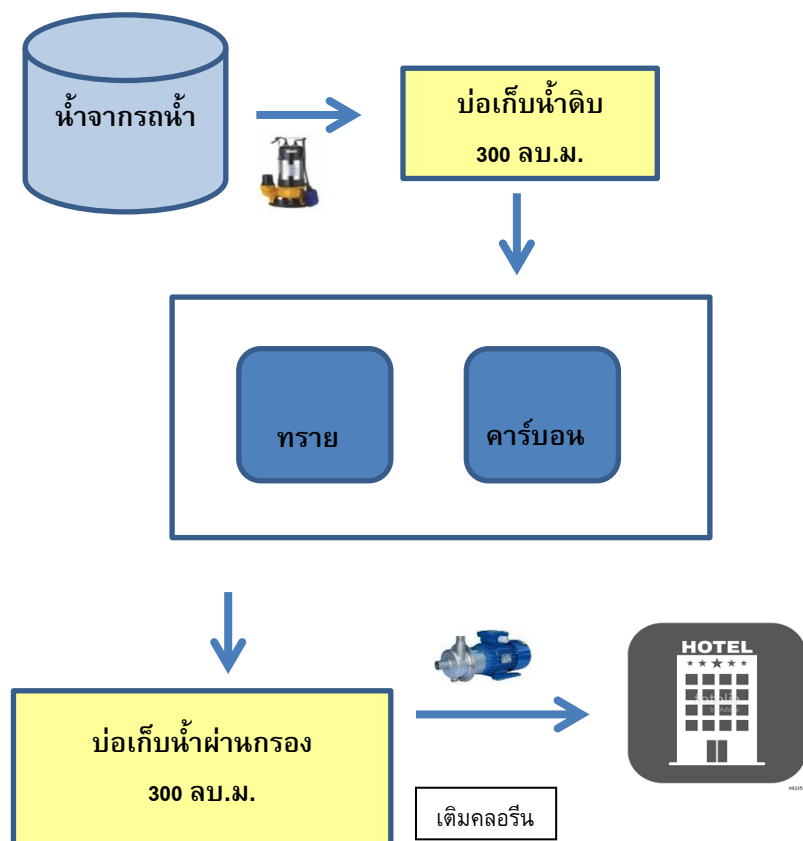 น้ำจากรถน้ำ
บ่อเก็บน้ำดิบ
300 ลบ.ม.
ทราย
คาร์บอน
บ่อเก็บน้ำผ่านกรอง
300 ลบ.ม.
เติมคลอรีน
HOTEL